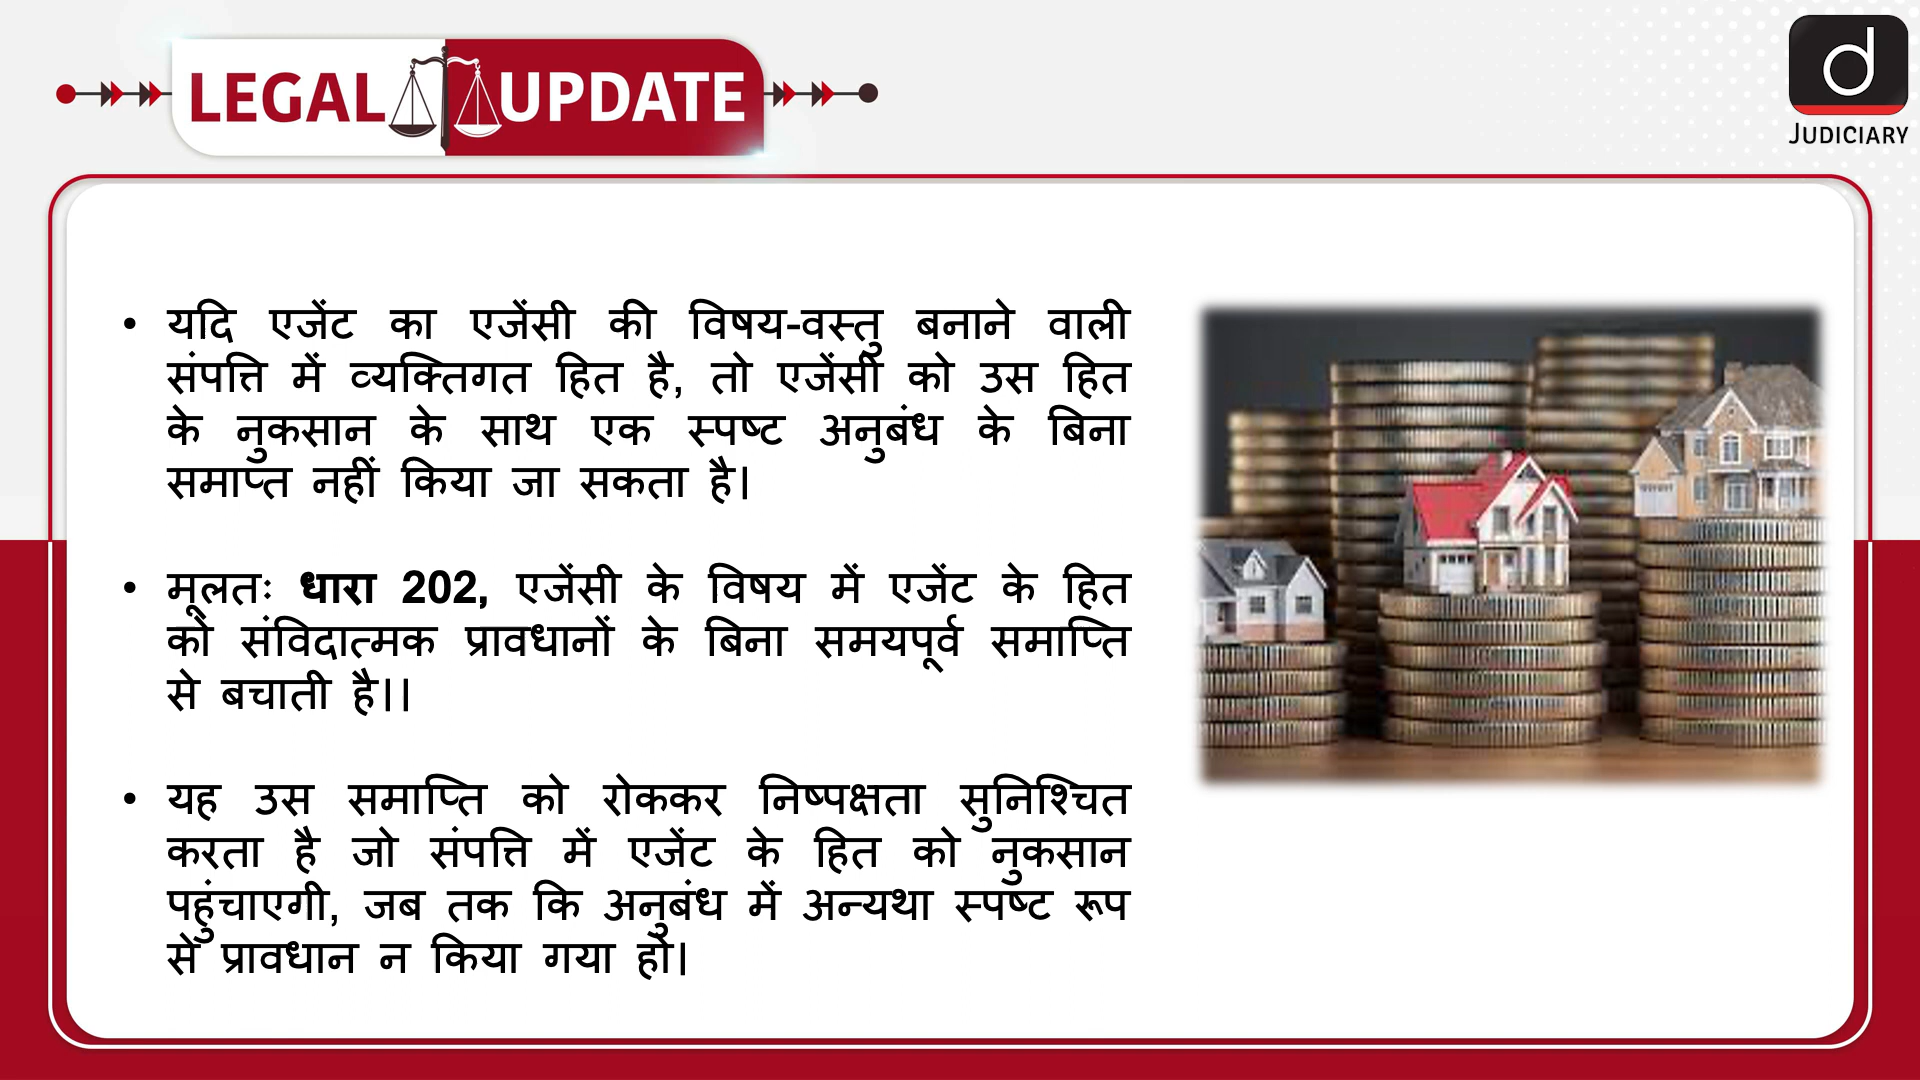 LEGAL UPDATE
d
JUDICIARY
• यदि एजेंट का एजेंसी की विषय-वस्तु बनाने वाली
संपत्ति में व्यक्तिगत हित है, तो एजेंसी को उस हित
के नुकसान के साथ एक स्पष्ट अनुबंध के बिना
समाप्त नहीं किया जा सकता है।
• मूलतः धारा 202, एजेंसी के विषय में एजेंट के हित
को संविदात्मक प्रावधानों के बिना समयपूर्व समाप्ति
से बचाती है।।
• यह उस समाप्ति को रोककर निष्पक्षता सुनिश्चित
करता है जो संपत्ति में एजेंट के हित को नुकसान
पहुंचाएगी, जब तक कि अनुबंध में अन्यथा स्पष्ट रूप
से प्रावधान न किया गया हो।